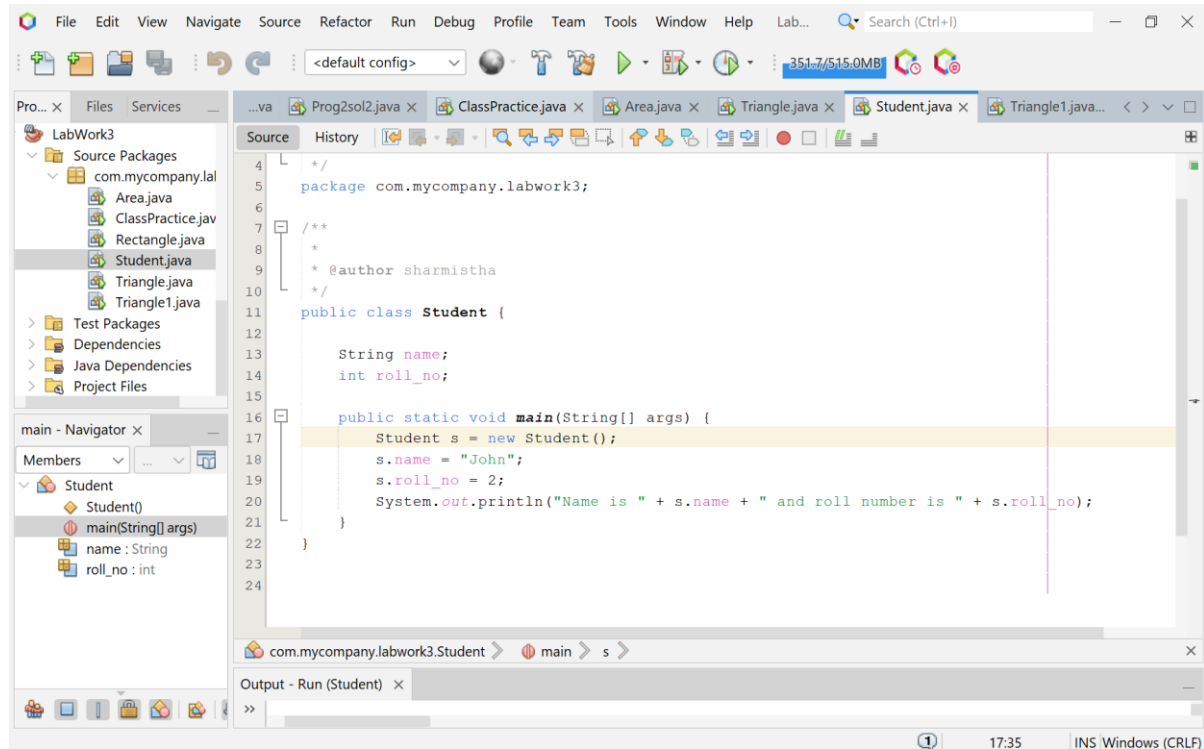 File Edit View Navigate Source Refactor Run Debug Profile Team Tools Window Help Lab... Search (Ctrl+I)
<default config> 351.7/515.0MB
Pro... Files Services ...va Prog2sol2.java ClassPractice.java Area.java Triangle.java Student.java Triangle1.java...
LabWork3
Source Packages
com.mycompany.lal
Area.java
ClassPractice.jav
Rectangle.java
Student.java
Triangle.java
Triangle1.java
Test Packages
Dependencies
Java Dependencies
Project Files
main - Navigator
Members ...
Student
Student()
main(String[] args)
name : String
roll_no : int
Source History
4 */
5 package com.mycompany.labwork3;
6
7 /**
8 *
9 * @author sharmistha
10 */
11 public class Student {
12
13 String name;
14 int roll_no;
15
16 public static void main(String[] args) {
17 Student s = new Student();
18 s.name = "John";
19 s.roll_no = 2;
20 System.out.println("Name is " + s.name + " and roll number is " + s.roll_no);
21 }
22 }
23
24
com.mycompany.labwork3.Student main s
Output - Run (Student)
1 17:35 INS Windows (CRLF)